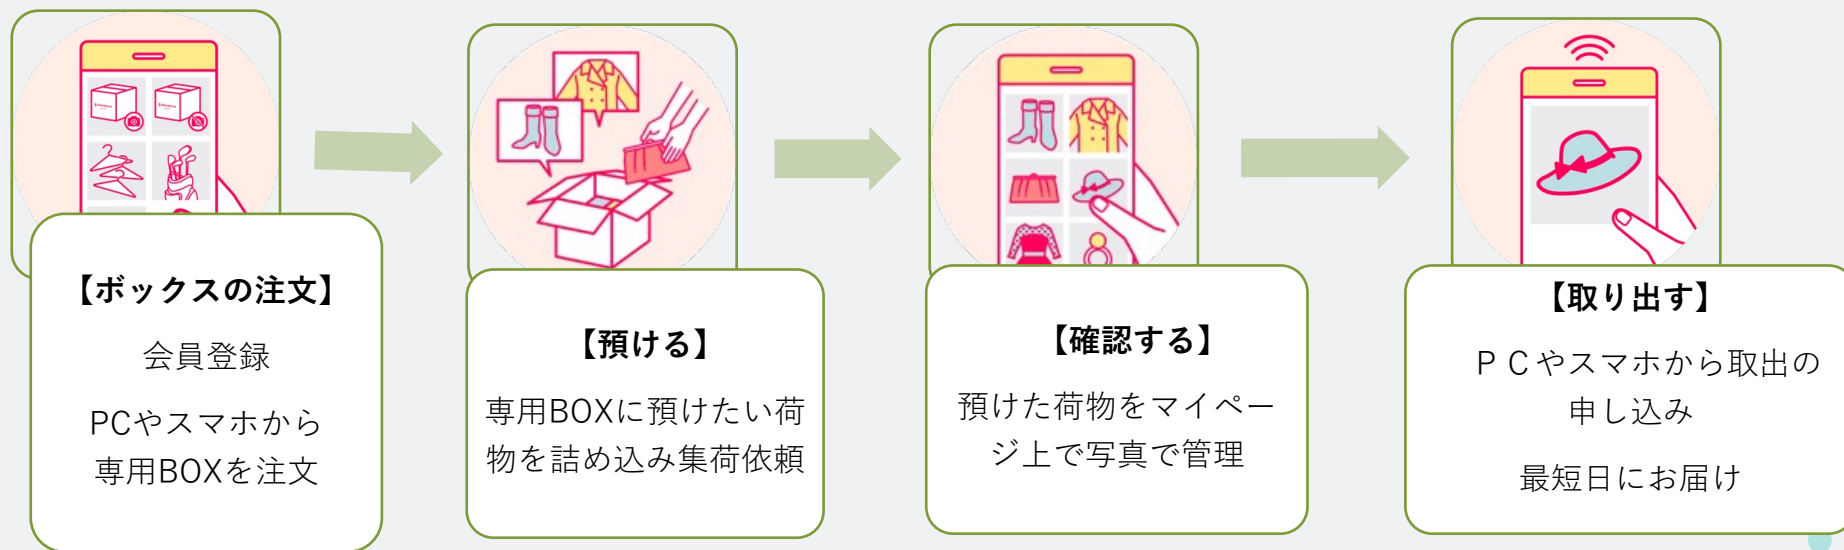 【ボックスの注文】
会員登録
PCやスマホから
専用BOXを注文
【預ける】
専用BOXに預けたい荷
物を詰め込み集荷依頼
【確認する】
預けた荷物をマイペー
ジ上で写真で管理
【取り出す】
ＰＣやスマホから取出の
申し込み
最短日にお届け